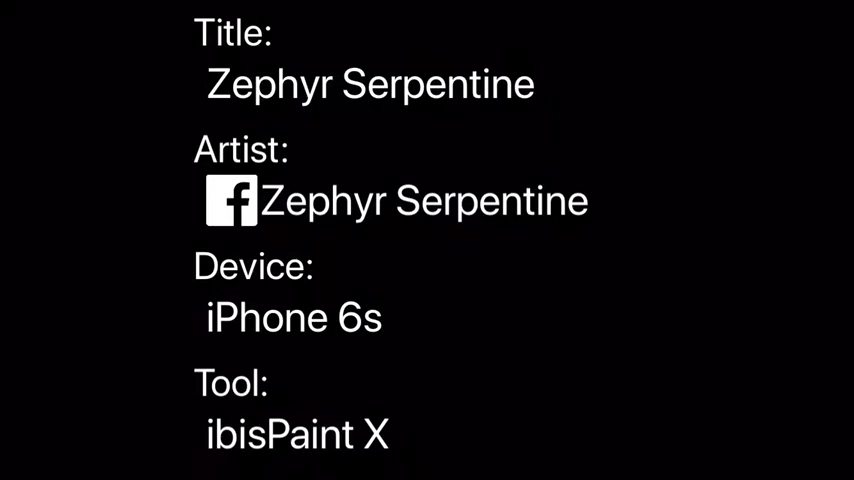 Title:
Zephyr Serpentine
Artist:
Zephyr Serpentine
Device:
iPhone 6s
Tool:
ibisPaint X